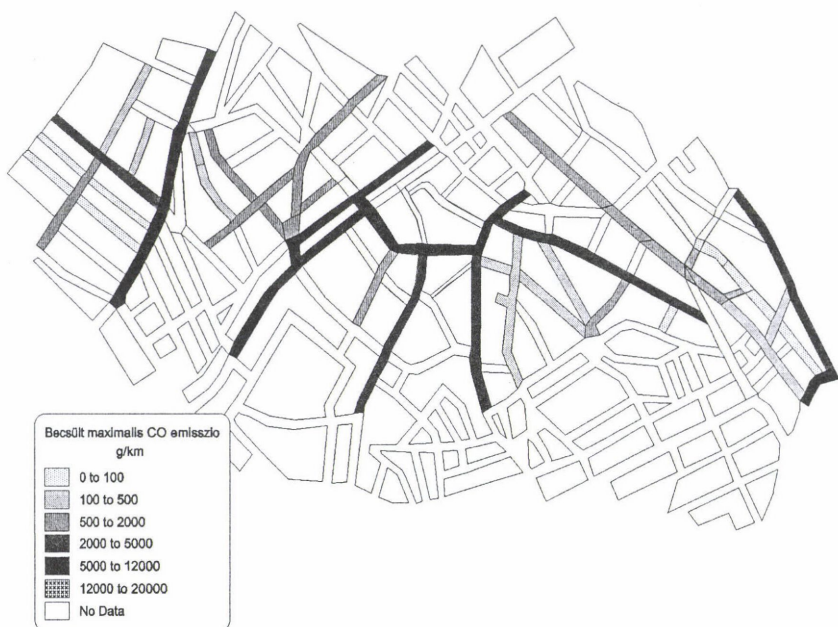 Becsült maximalis CO emisszio
g/km
0 to 100
100 to 500
500 to 2000
2000 to 5000
5000 to 12000
12000 to 20000
No Data